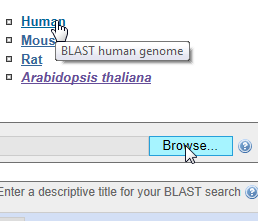 Human
Mous
BLAST human genome
Rat
Arabidopsis thaliana
Browse...
Enter a descriptive title for your BLAST search